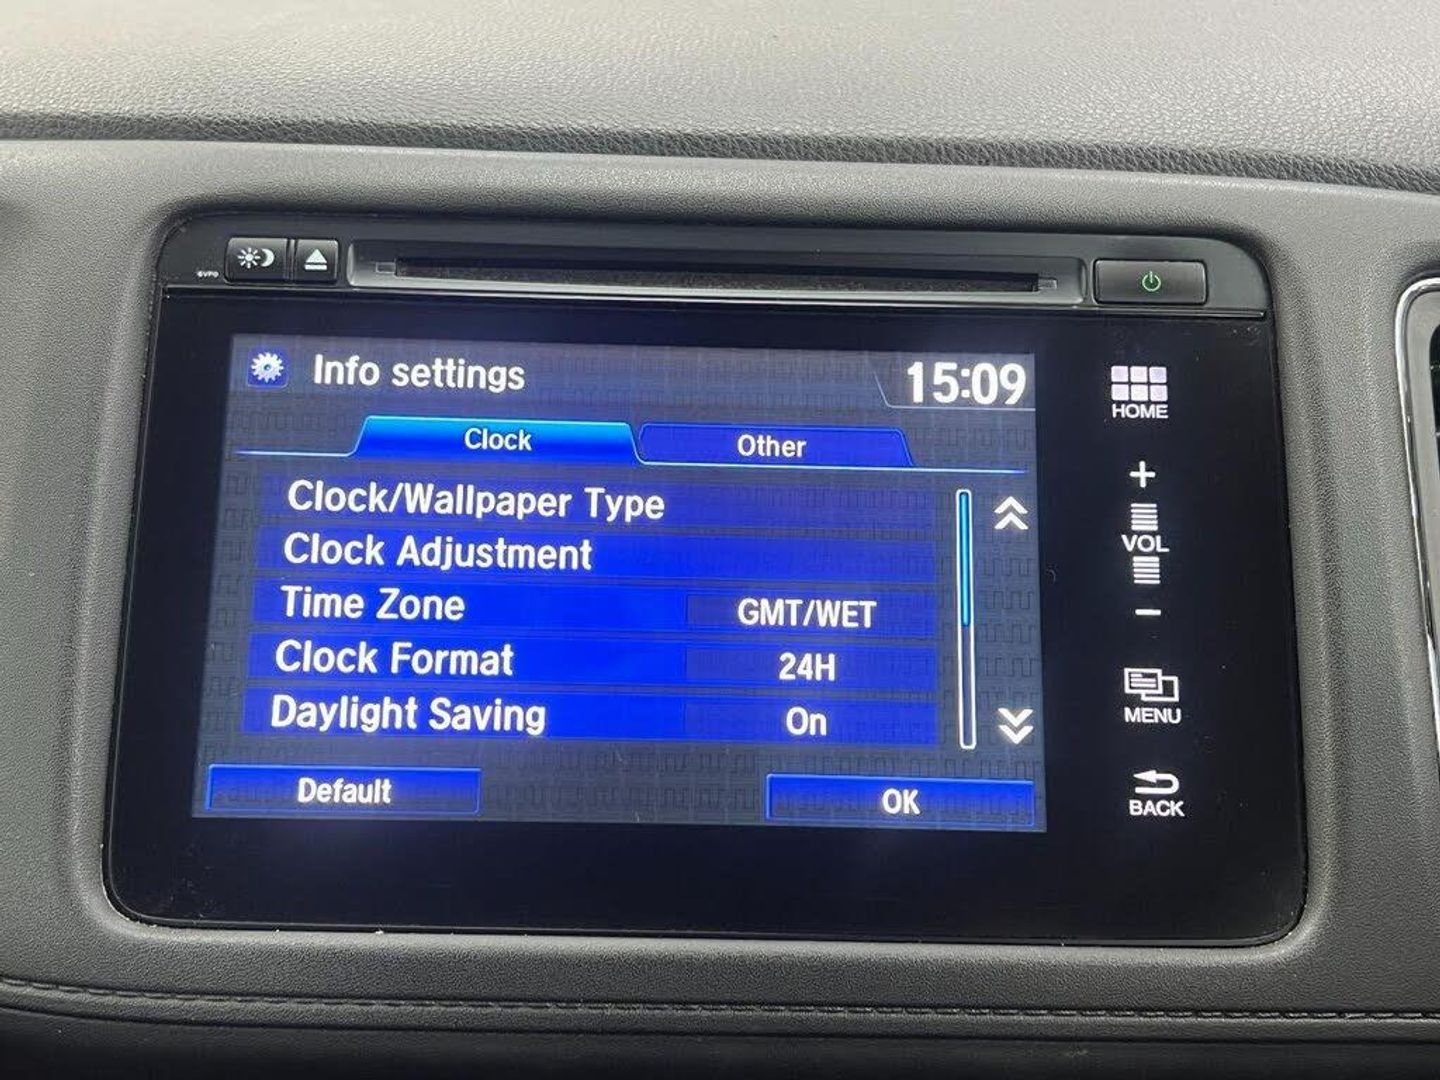 Info settings
15:09
Clock
Other
Clock/Wallpaper Type
Clock Adjustment
Time Zone GMT/WET
Clock Format 24H
Daylight Saving On
Default
OK
HOME
+
VOL
−
MENU
BACK